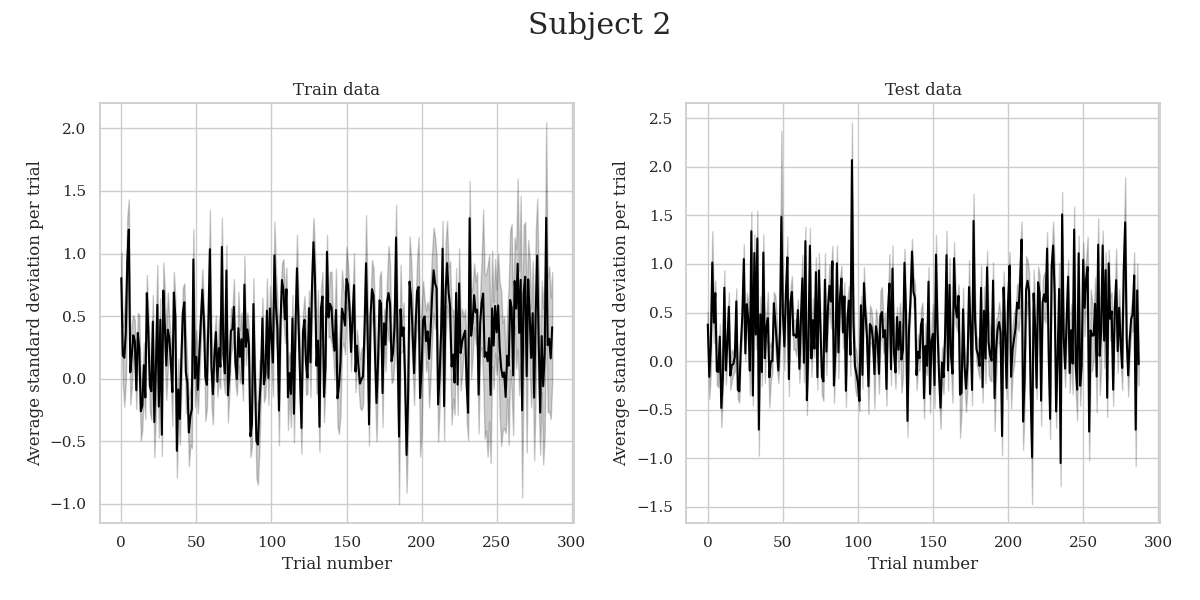 Subject 2
Train data
Average standard deviation per trial
2.0
1.5
1.0
0.5
0.0
−0.5
−1.0
0 50 100 150 200 250 300
Trial number
Test data
Average standard deviation per trial
2.5
2.0
1.5
1.0
0.5
0.0
−0.5
−1.0
−1.5
0 50 100 150 200 250 300
Trial number